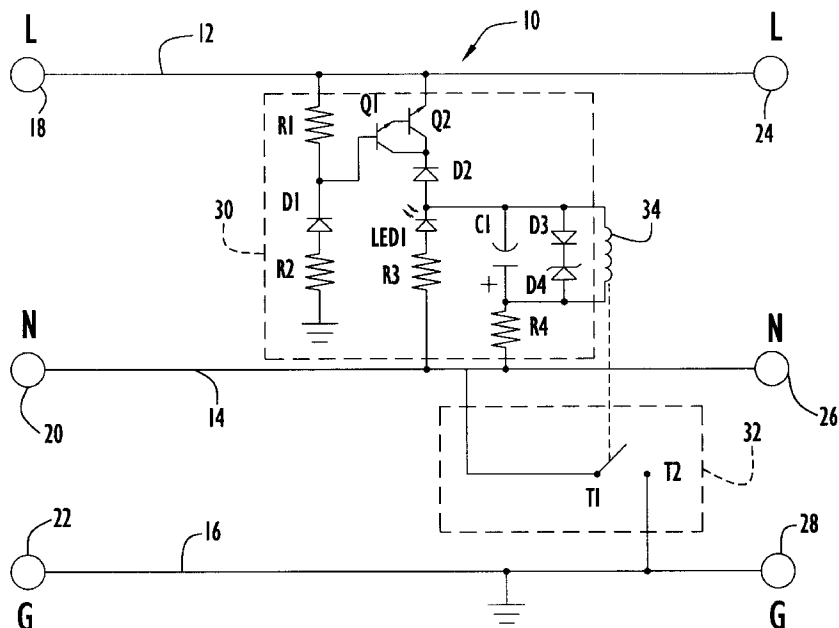 L 12 10 L
18 R1 Q1 Q2 24
D2
30 D1 C1 D3 34
LED1
R2 R3 + D4
R4
N N
20 14 26
32
T1 T2
22 16 28
G G